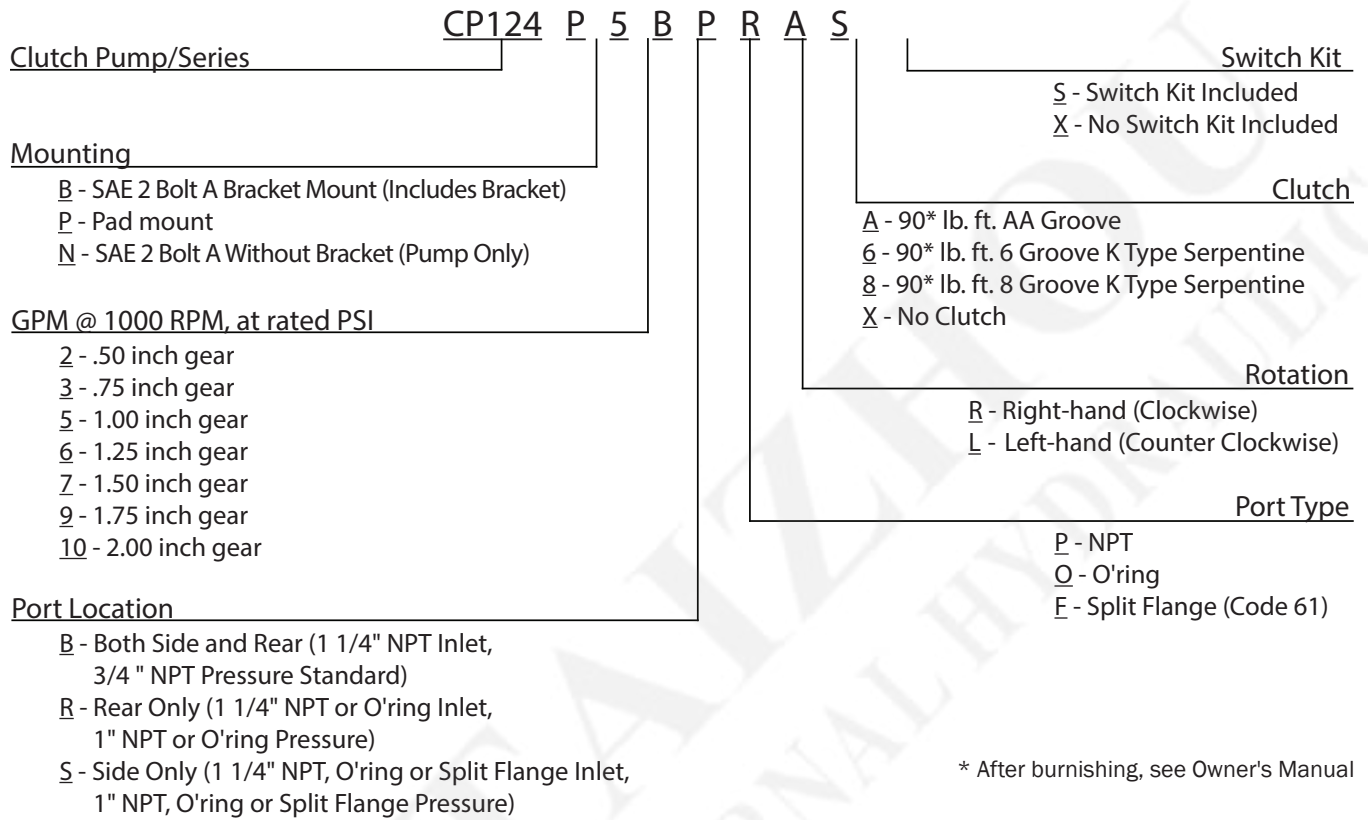 CP124 P 5 B P R A S
Clutch Pump/Series
Mounting
B - SAE 2 Bolt A Bracket Mount (Includes Bracket)
P - Pad mount
N - SAE 2 Bolt A Without Bracket (Pump Only)
GPM @ 1000 RPM, at rated PSI
2 - .50 inch gear
3 - .75 inch gear
5 - 1.00 inch gear
6 - 1.25 inch gear
7 - 1.50 inch gear
9 - 1.75 inch gear
10 - 2.00 inch gear
Port Location
B - Both Side and Rear (1 1/4" NPT Inlet,
3/4 " NPT Pressure Standard)
R - Rear Only (1 1/4" NPT or O'ring Inlet,
1" NPT or O'ring Pressure)
S - Side Only (1 1/4" NPT, O'ring or Split Flange Inlet,
1" NPT, O'ring or Split Flange Pressure)
Switch Kit
S - Switch Kit Included
X - No Switch Kit Included
Clutch
A - 90* lb. ft. AA Groove
6 - 90* lb. ft. 6 Groove K Type Serpentine
8 - 90* lb. ft. 8 Groove K Type Serpentine
X - No Clutch
Rotation
R - Right-hand (Clockwise)
L - Left-hand (Counter Clockwise)
Port Type
P - NPT
O - O'ring
F - Split Flange (Code 61)
* After burnishing, see Owner's Manual